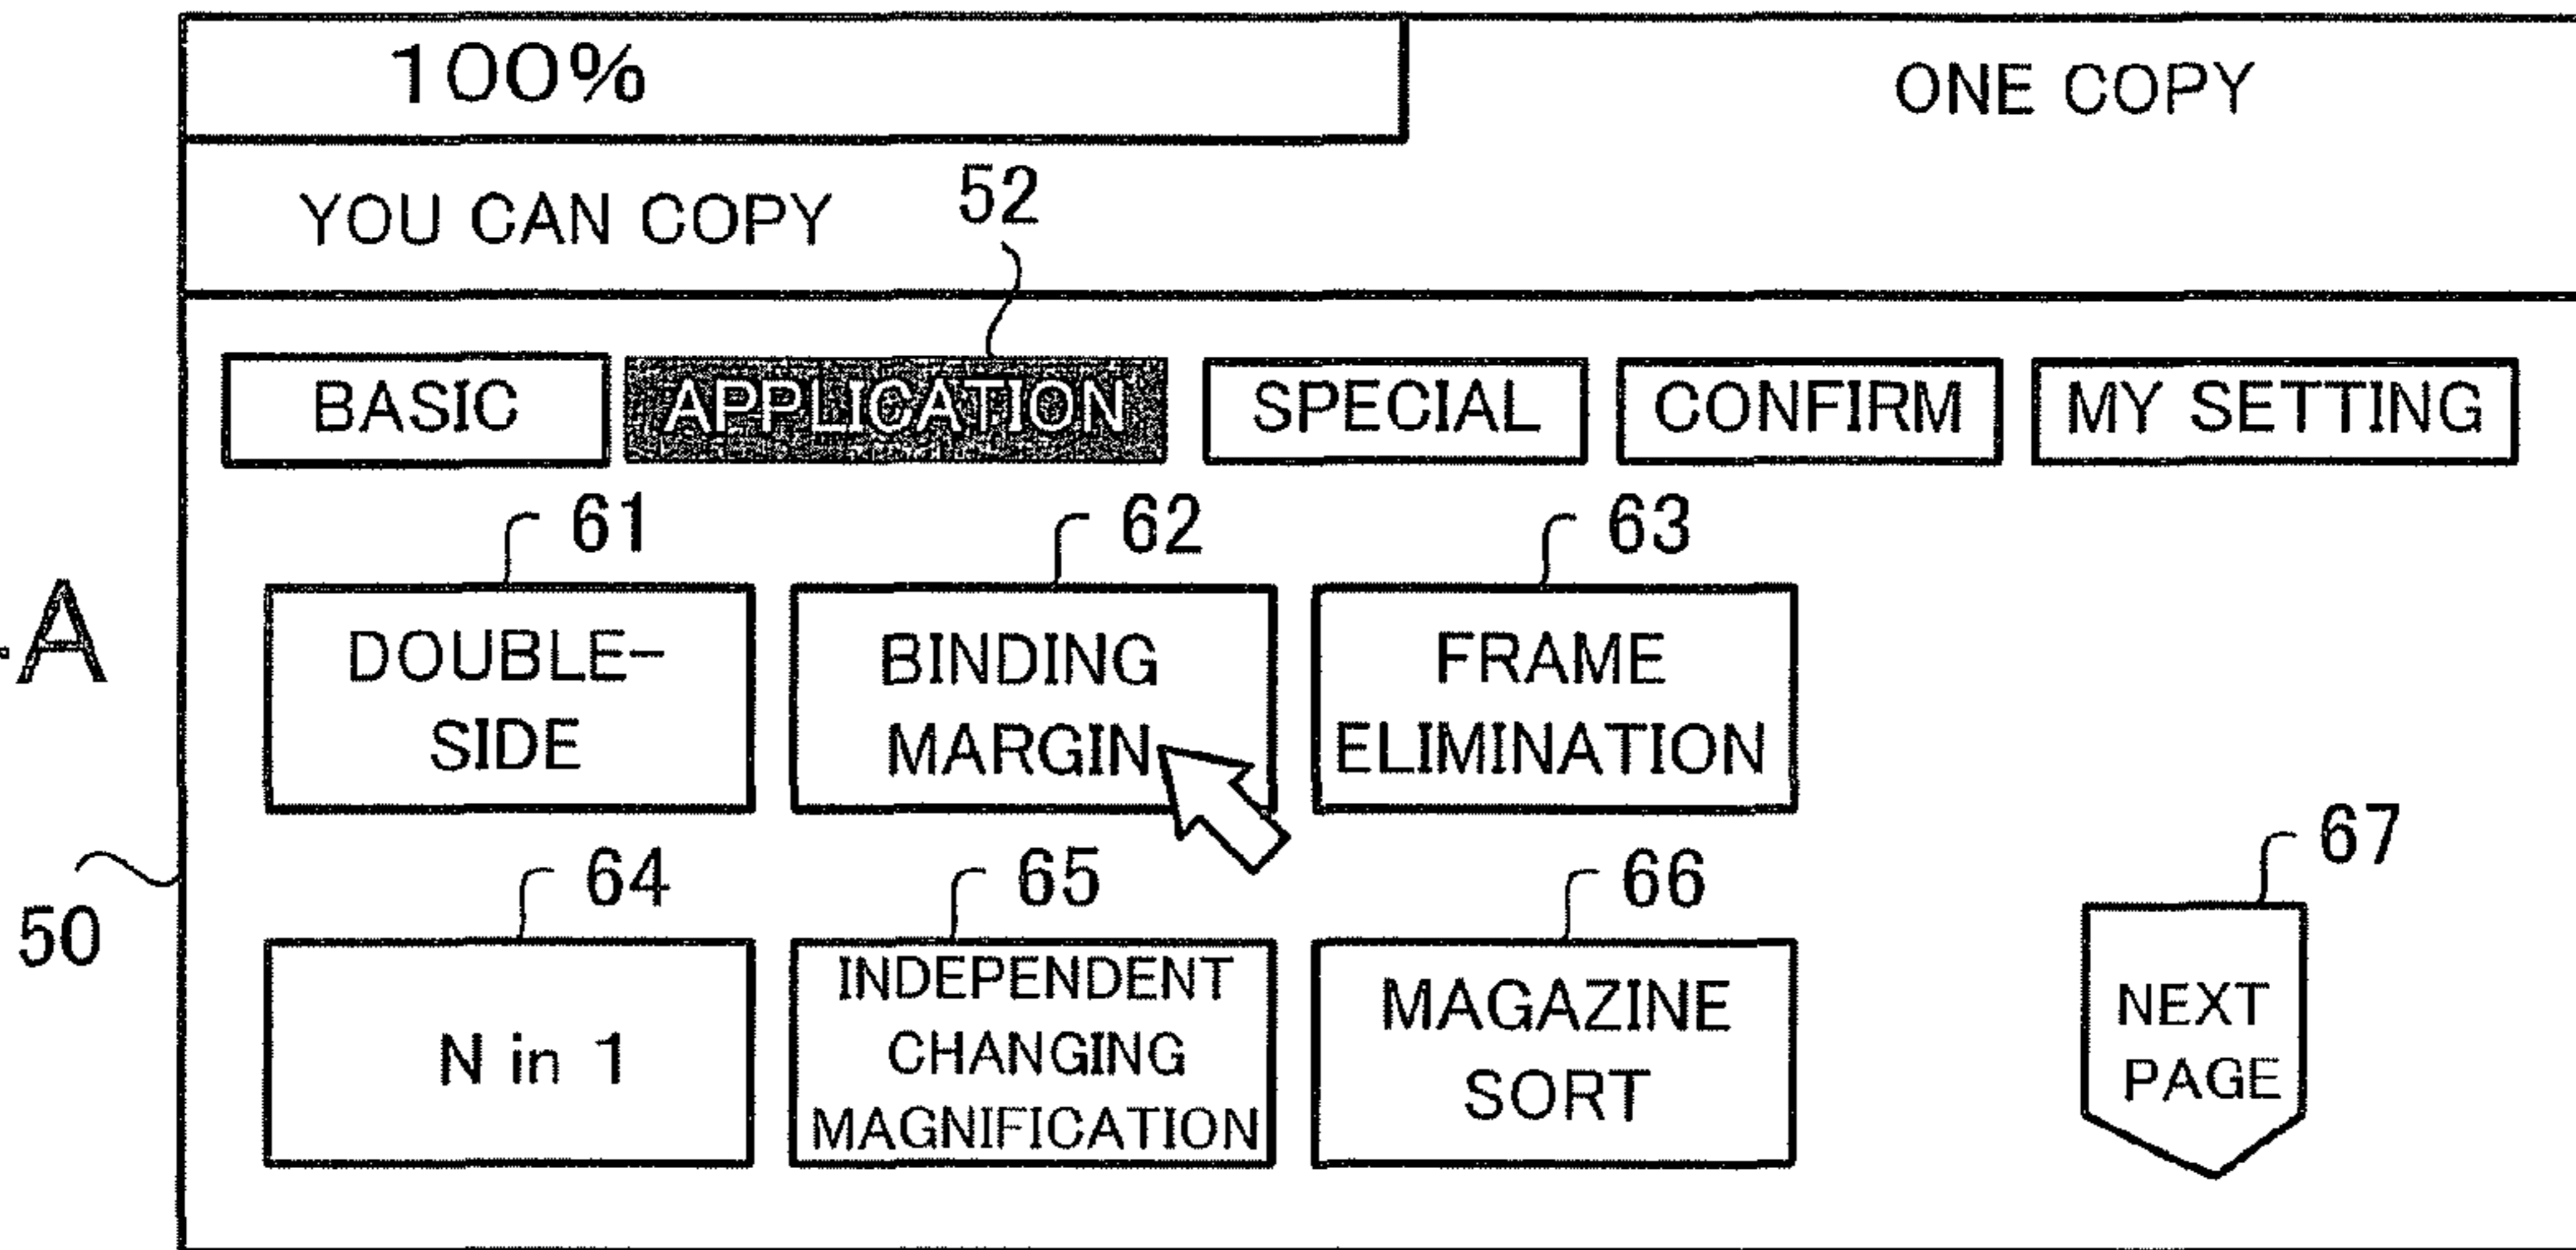 100%
ONE COPY
YOU CAN COPY
52
BASIC
APPLICATION
SPECIAL
CONFIRM
MY SETTING
61
62
63
DOUBLE-
SIDE
BINDING
MARGIN
FRAME
ELIMINATION
-A
50
64
65
66
67
N in 1
INDEPENDENT
CHANGING
MAGNIFICATION
MAGAZINE
SORT
NEXT
PAGE